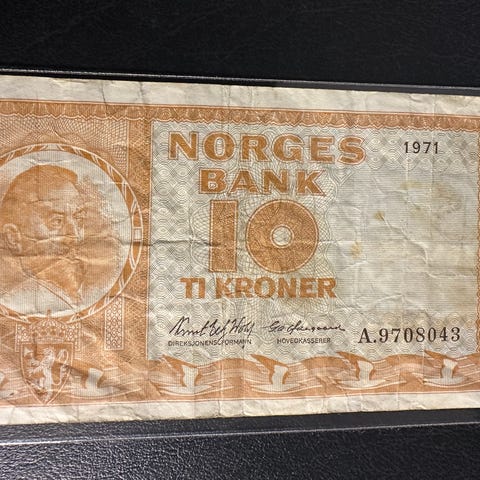 NORGES
1971
BANK
10
TI KRONER
A.9708043
DIREKSJONENS FORMANN HOVEDKASSERER